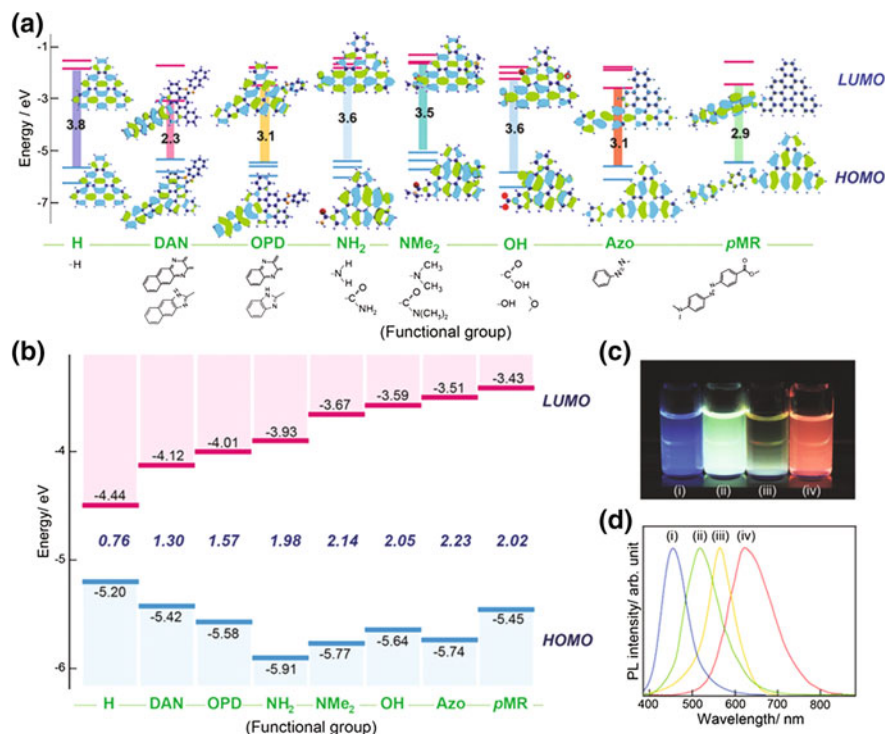 (a)
-1
-3
-5
-7
Energy / eV
LUMO
HOMO
3.8
2.3
3.1
3.6
3.5
3.6
3.1
2.9
H DAN OPD NH₂ NMe₂ OH Azo pMR
(Functional group)
(b)
-4
-5
-6
Energy/ eV
LUMO
-4.44 -4.12 -4.01 -3.93 -3.67 -3.59 -3.51 -3.43
0.76 1.30 1.57 1.98 2.14 2.05 2.23 2.02
-5.20 -5.42 -5.58 -5.91 -5.77 -5.64 -5.74 -5.45
HOMO
H DAN OPD NH₂ NMe₂ OH Azo pMR
(Functional group)
(c)
(i) (ii) (iii) (iv)
(d)
(i) (ii) (iii) (iv)
PL intensity/ arb. unit
400 500 600 700 800
Wavelength/ nm